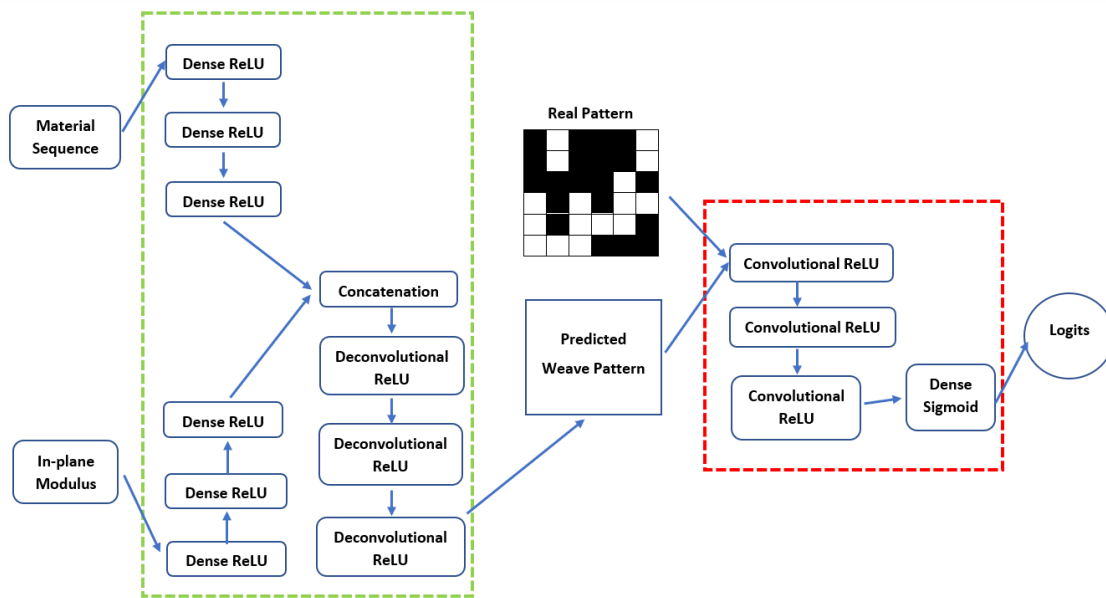 Material
Sequence
Dense ReLU
Dense ReLU
Dense ReLU
In-plane
Modulus
Dense ReLU
Dense ReLU
Dense ReLU
Concatenation
Deconvolutional
ReLU
Deconvolutional
ReLU
Deconvolutional
ReLU
Real Pattern
Predicted
Weave Pattern
Convolutional ReLU
Convolutional ReLU
Convolutional
ReLU
Dense
Sigmoid
Logits